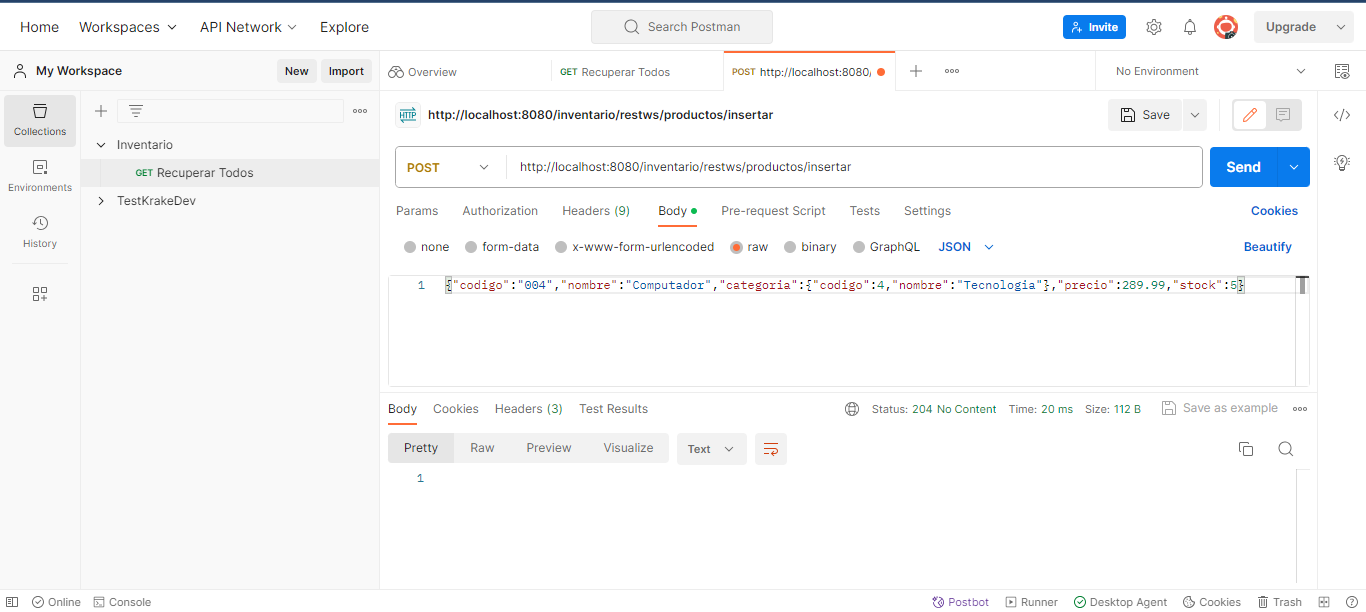 Home Workspaces API Network Explore Search Postman Invite Upgrade
My Workspace New Import Overview GET Recuperar Todos POST http://localhost:8080/ No Environment
Collections
Environments
History
Inventario
GET Recuperar Todos
TestKrakeDev
HTTP http://localhost:8080/inventario/restws/productos/insertar Save
POST http://localhost:8080/inventario/restws/productos/insertar Send
Params Authorization Headers (9) Body Pre-request Script Tests Settings Cookies
none form-data x-www-form-urlencoded raw binary GraphQL JSON Beautify
1 {"codigo":"004","nombre":"Computador","categoria":{"codigo":4,"nombre":"Tecnologia"},"precio":289.99,"stock":5}
Body Cookies Headers (3) Test Results Status: 204 No Content Time: 20 ms Size: 112 B Save as example
Pretty Raw Preview Visualize Text
1
Online Console Postbot Runner Desktop Agent Cookies Trash